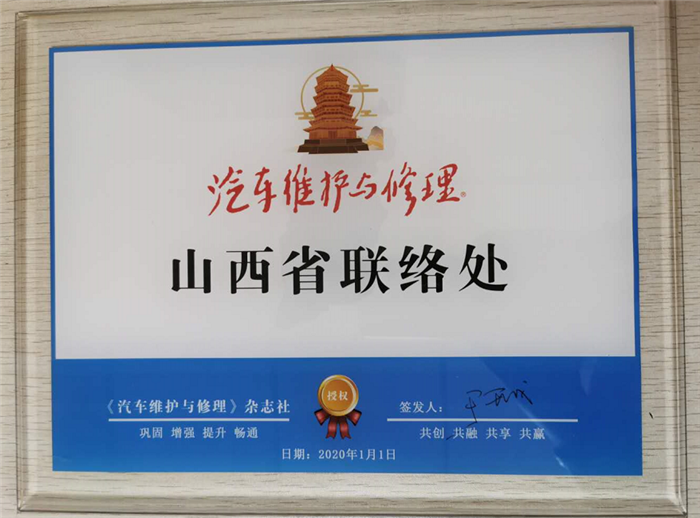 汽车维护与修理®
山西省联络处
《汽车维护与修理》杂志社
巩固 增强 提升 畅通
授权
签发人：
共创 共融 共享 共赢
日期：2020年1月1日